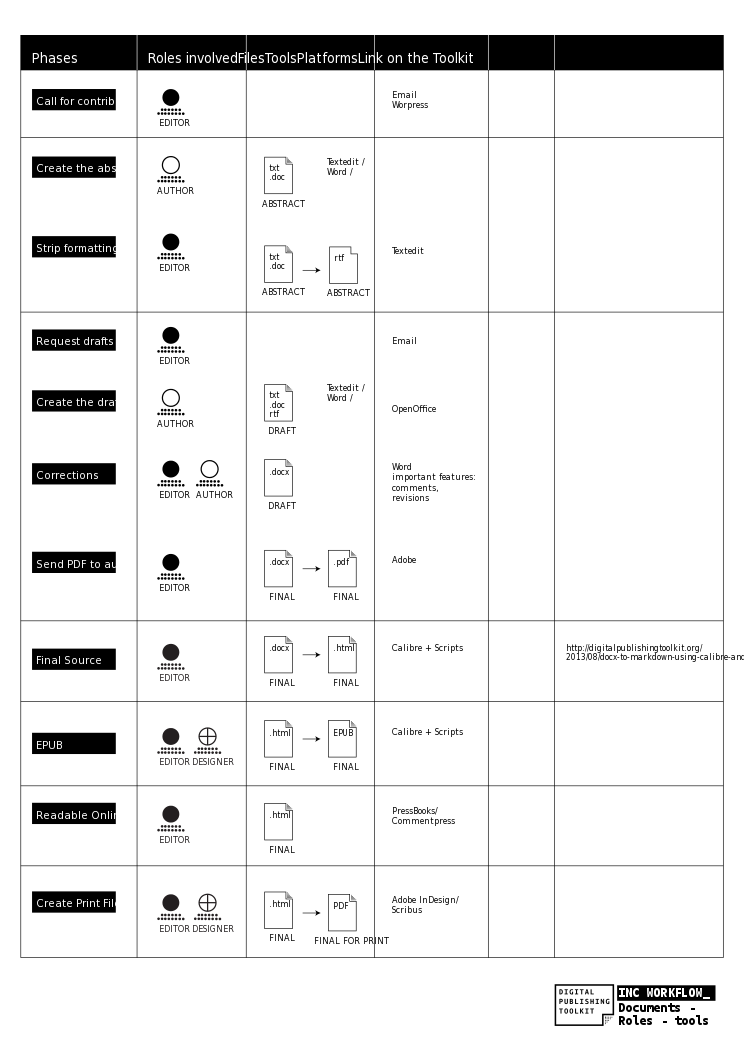 Phases Roles involvedFilesToolsPlatformsLink on the Toolkit
Call for contrib
EDITOR
Email
Worpress
Create the abs
AUTHOR
txt
.doc
ABSTRACT
Textedit /
Word /
Strip formatting
EDITOR
txt
.doc
ABSTRACT
rtf
ABSTRACT
Textedit
Request drafts
EDITOR
Email
Create the dra
AUTHOR
txt
.doc
rtf
DRAFT
Textedit /
Word /
OpenOffice
Corrections
EDITOR AUTHOR
.docx
DRAFT
Word
important features:
comments,
revisions
Send PDF to au
EDITOR
.docx
FINAL
.pdf
FINAL
Adobe
Final Source
EDITOR
.docx
FINAL
.html
FINAL
Calibre + Scripts
http://digitalpublishingtoolkit.org/
2013/08/docx-to-markdown-using-calibre-and
EPUB
EDITOR DESIGNER
.html
FINAL
EPUB
FINAL
Calibre + Scripts
Readable Onlin
EDITOR
.html
FINAL
PressBooks/
Commentpress
Create Print File
EDITOR DESIGNER
.html
FINAL
PDF
FINAL FOR PRINT
Adobe InDesign/
Scribus
DIGITAL
PUBLISHING
TOOLKIT
INC WORKFLOW_
Documents -
Roles - tools